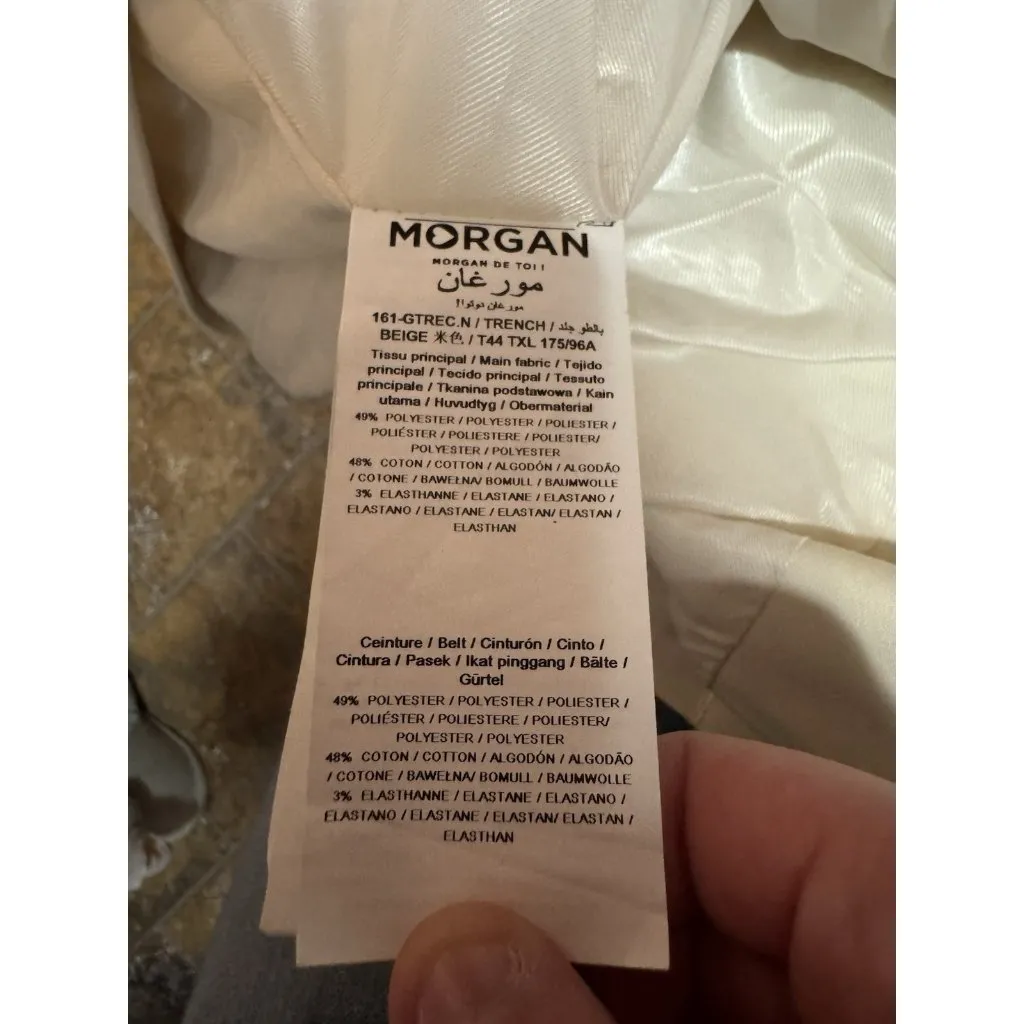 MORGAN
MORGAN DE TOI !
مورغان
مورغان دوتوا!
161-GTREC.N / TRENCH / بالطو جلد
BEIGE 米色 / T44 TXL 175/96A
Tissu principal / Main fabric / Tejido
principal / Tecido principal / Tessuto
principale / Tkanina podstawowa / Kain
utama / Huvudtyg / Obermaterial
49% POLYESTER / POLYESTER / POLIESTER /
POLIÉSTER / POLIESTERE / POLIESTER/
POLYESTER / POLYESTER
48% COTON / COTTON / ALGODÓN / ALGODÃO
/ COTONE / BAWEŁNA/ BOMULL / BAUMWOLLE
3% ELASTHANNE / ELASTANE / ELASTANO /
ELASTANO / ELASTANE / ELASTAN/ ELASTAN /
ELASTHAN
Ceinture / Belt / Cinturón / Cinto /
Cintura / Pasek / Ikat pinggang / Bälte /
Gürtel
49% POLYESTER / POLYESTER / POLIESTER /
POLIÉSTER / POLIESTERE / POLIESTER/
POLYESTER / POLYESTER
48% COTON / COTTON / ALGODÓN / ALGODÃO
/ COTONE / BAWEŁNA/ BOMULL / BAUMWOLLE
3% ELASTHANNE / ELASTANE / ELASTANO /
ELASTANO / ELASTANE / ELASTAN/ ELASTAN /
ELASTHAN